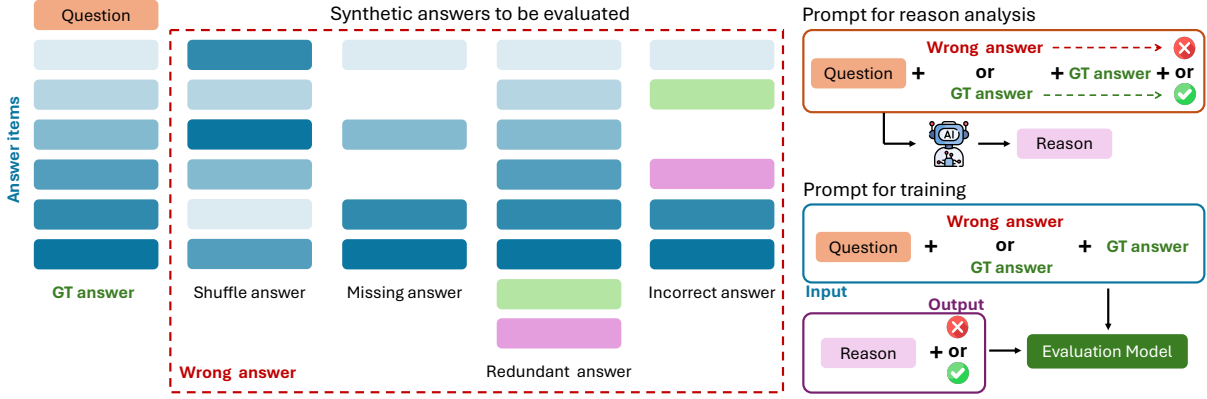 Question
Synthetic answers to be evaluated
Answer items
GT answer
Shuffle answer
Missing answer
Incorrect answer
Redundant answer
Wrong answer
Prompt for reason analysis
Wrong answer
Question + or + GT answer + or
GT answer
AI
Reason
Prompt for training
Wrong answer
Question + or + GT answer
GT answer
Input
Output
Reason + or
Evaluation Model